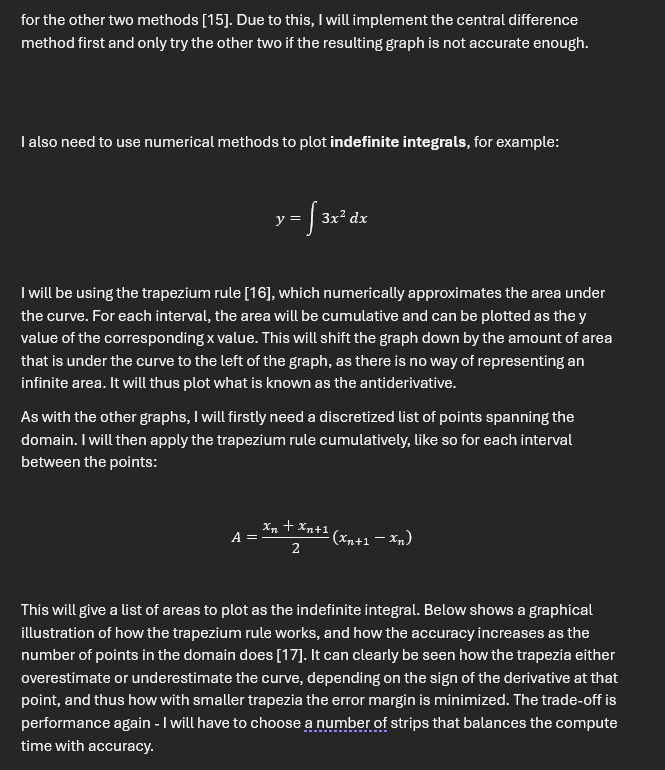 for the other two methods [15]. Due to this, I will implement the central difference
method first and only try the other two if the resulting graph is not accurate enough.
I also need to use numerical methods to plot indefinite integrals, for example:
y = ∫ 3x² dx
I will be using the trapezium rule [16], which numerically approximates the area under
the curve. For each interval, the area will be cumulative and can be plotted as the y
value of the corresponding x value. This will shift the graph down by the amount of area
that is under the curve to the left of the graph, as there is no way of representing an
infinite area. It will thus plot what is known as the antiderivative.
As with the other graphs, I will firstly need a discretized list of points spanning the
domain. I will then apply the trapezium rule cumulatively, like so for each interval
between the points:
A = (xₙ + xₙ₊₁)/2 (xₙ₊₁ − xₙ)
This will give a list of areas to plot as the indefinite integral. Below shows a graphical
illustration of how the trapezium rule works, and how the accuracy increases as the
number of points in the domain does [17]. It can clearly be seen how the trapezia either
overestimate or underestimate the curve, depending on the sign of the derivative at that
point, and thus how with smaller trapezia the error margin is minimized. The trade-off is
performance again - I will have to choose a number of strips that balances the compute
time with accuracy.